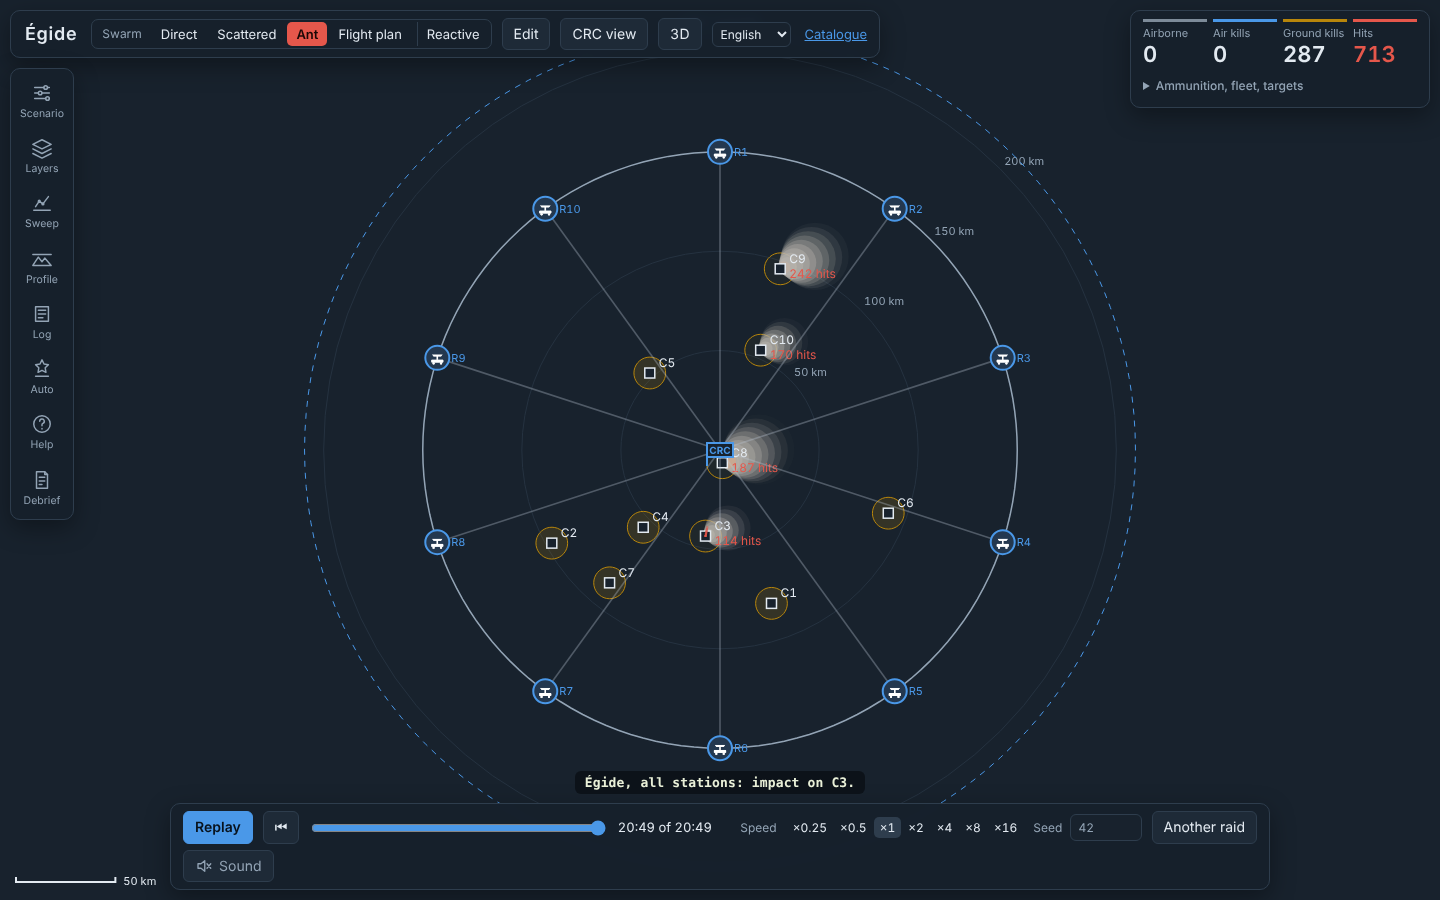 Égide
Swarm Direct Scattered Ant Flight plan Reactive
Edit
CRC view
3D
English
Catalogue
Airborne Air kills Ground kills Hits
0 0 287 713
Ammunition, fleet, targets
Scenario
Layers
Sweep
Profile
Log
Auto
Help
Debrief
200 km
150 km
100 km
50 km
R1
R2
R3
R4
R5
R6
R7
R8
R9
R10
C9
242 hits
C10
170 hits
C5
CRC
C8
187 hits
C6
C4
C2
C3
114 hits
C7
C1
Égide, all stations: impact on C3.
Replay
20:49 of 20:49
Speed ×0.25 ×0.5 ×1 ×2 ×4 ×8 ×16
Seed 42
Another raid
Sound
50 km